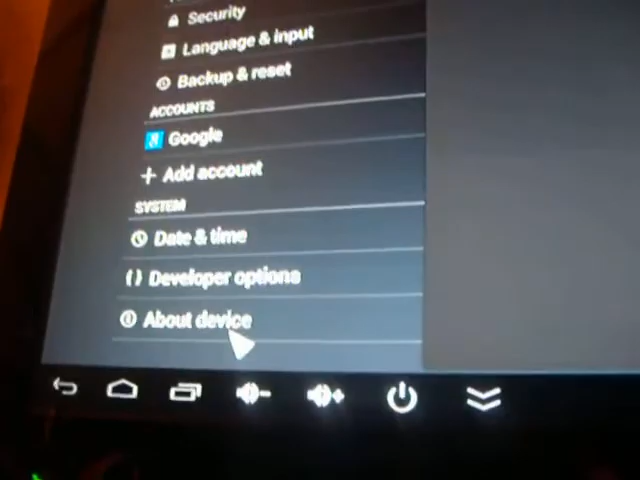 Security
Language & input
Backup & reset
ACCOUNTS
Google
Add account
SYSTEM
Date & time
Developer options
About device